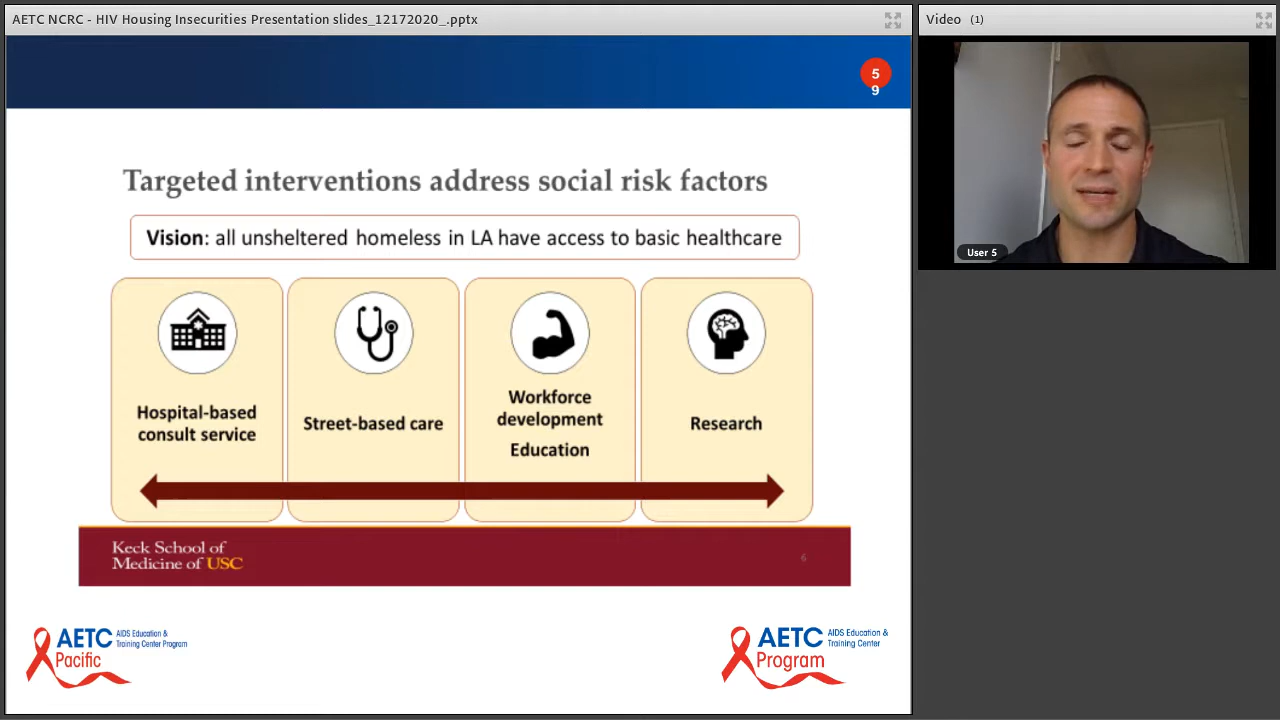 AETC NCRC - HIV Housing Insecurities Presentation slides_12172020_.pptx
Video (1)
5
9
Targeted interventions address social risk factors
Vision: all unsheltered homeless in LA have access to basic healthcare
Hospital-based
consult service
Street-based care
Workforce
development
Education
Research
User 5
Keck School of
Medicine of USC
6
AETC AIDS Education &
Training Center Program
Pacific
AETC AIDS Education &
Training Center
Program